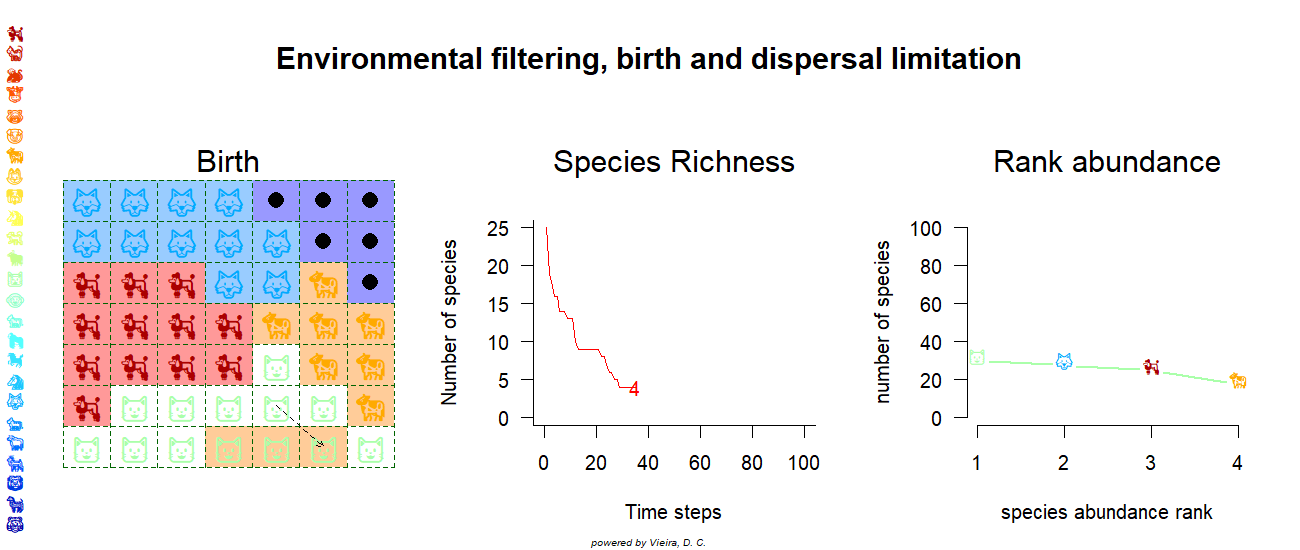 Environmental filtering, birth and dispersal limitation
Birth
Species Richness
Rank abundance
Number of species
25
20
15
10
5
0
4
0 20 40 60 80 100
Time steps
number of species
100
80
60
40
20
0
1 2 3 4
species abundance rank
powered by Vieira, D. C.